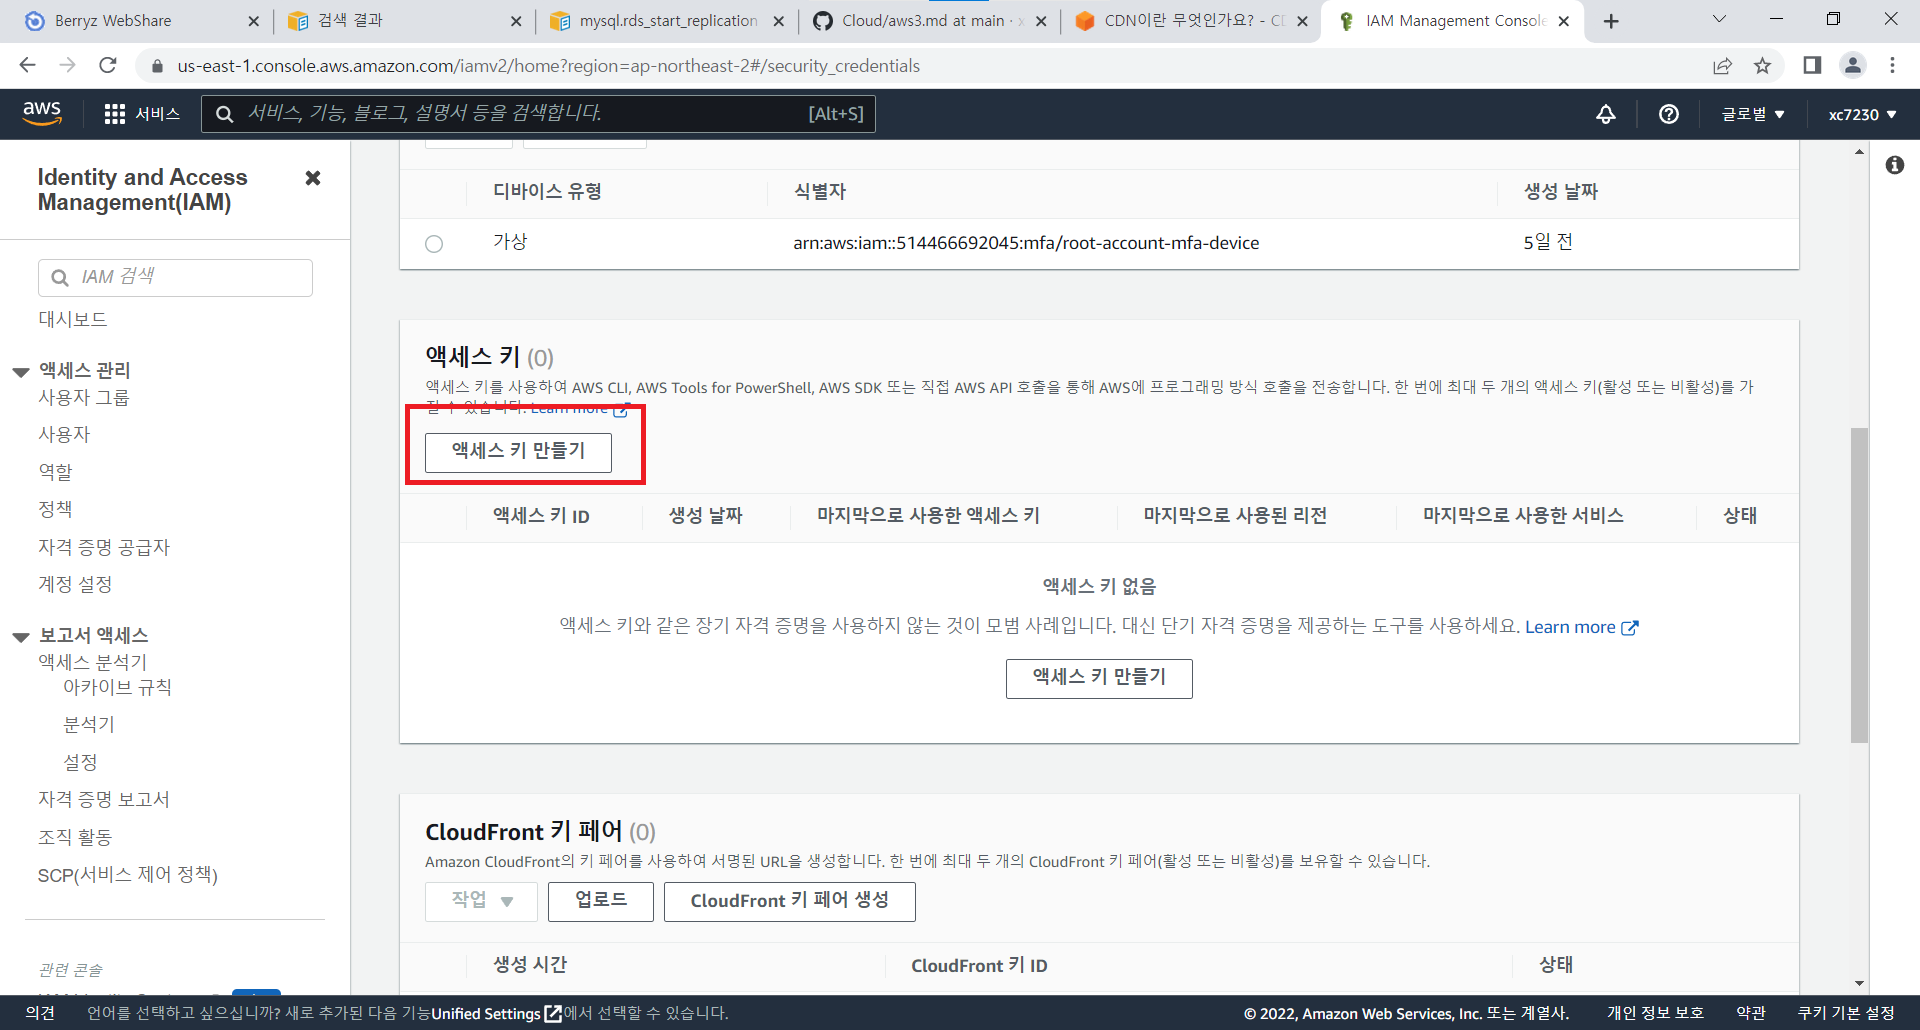 Berryz WebShare
검색 결과
mysql.rds_start_replication
Cloud/aws3.md at main ·
CDN이란 무엇인가요? - CD
IAM Management Console
us-east-1.console.aws.amazon.com/iamv2/home?region=ap-northeast-2#/security_credentials
aws
서비스
서비스, 기능, 블로그, 설명서 등을 검색합니다.
[Alt+S]
글로벌
xc7230
Identity and Access
Management(IAM)
IAM 검색
대시보드
액세스 관리
사용자 그룹
사용자
역할
정책
자격 증명 공급자
계정 설정
보고서 액세스
액세스 분석기
아카이브 규칙
분석기
설정
자격 증명 보고서
조직 활동
SCP(서비스 제어 정책)
관련 콘솔
디바이스 유형 식별자 생성 날짜
가상 arn:aws:iam::514466692045:mfa/root-account-mfa-device 5일 전
액세스 키 (0)
액세스 키를 사용하여 AWS CLI, AWS Tools for PowerShell, AWS SDK 또는 직접 AWS API 호출을 통해 AWS에 프로그래밍 방식 호출을 전송합니다. 한 번에 최대 두 개의 액세스 키(활성 또는 비활성)를 가
질 수 있습니다. Learn more
액세스 키 만들기
액세스 키 ID 생성 날짜 마지막으로 사용한 액세스 키 마지막으로 사용된 리전 마지막으로 사용한 서비스 상태
액세스 키 없음
액세스 키와 같은 장기 자격 증명을 사용하지 않는 것이 모범 사례입니다. 대신 단기 자격 증명을 제공하는 도구를 사용하세요. Learn more
액세스 키 만들기
CloudFront 키 페어 (0)
Amazon CloudFront의 키 페어를 사용하여 서명된 URL을 생성합니다. 한 번에 최대 두 개의 CloudFront 키 페어(활성 또는 비활성)를 보유할 수 있습니다.
작업 업로드 CloudFront 키 페어 생성
생성 시간 CloudFront 키 ID 상태
의견 언어를 선택하고 싶으십니까? 새로 추가된 다음 기능Unified Settings에서 선택할 수 있습니다. © 2022, Amazon Web Services, Inc. 또는 계열사. 개인 정보 보호 약관 쿠키 기본 설정